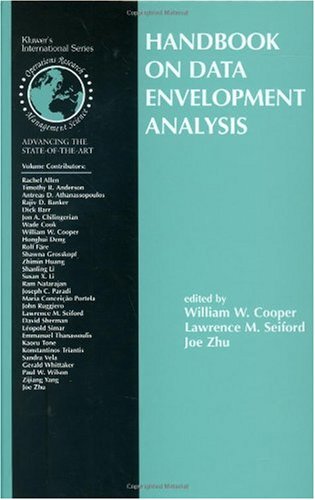 Kluwer's
International Series
Operations Research
Management Science
ADVANCING THE
STATE-OF-THE-ART
Volume Contributors:
Rachel Allen
Timothy R. Anderson
Antreas D. Athanassopoulos
Rajiv D. Banker
Dick Barr
Jon A. Chilingerian
Wade Cook
William W. Cooper
Honghui Deng
Rolf Färe
Shawna Grosskopf
Zhimin Huang
Shanling Li
Susan X. Li
Ram Natarajan
Joseph C. Paradi
Maria Conceição Portela
John Ruggiero
Lawrence M. Seiford
David Sherman
Léopold Simar
Emmanuel Thanassoulis
Kaoru Tone
Konstantinos Triantis
Sandra Vela
Gerald Whittaker
Paul W. Wilson
Zijiang Yang
Joe Zhu
HANDBOOK
ON DATA
ENVELOPMENT
ANALYSIS
edited by
William W. Cooper
Lawrence M. Seiford
Joe Zhu